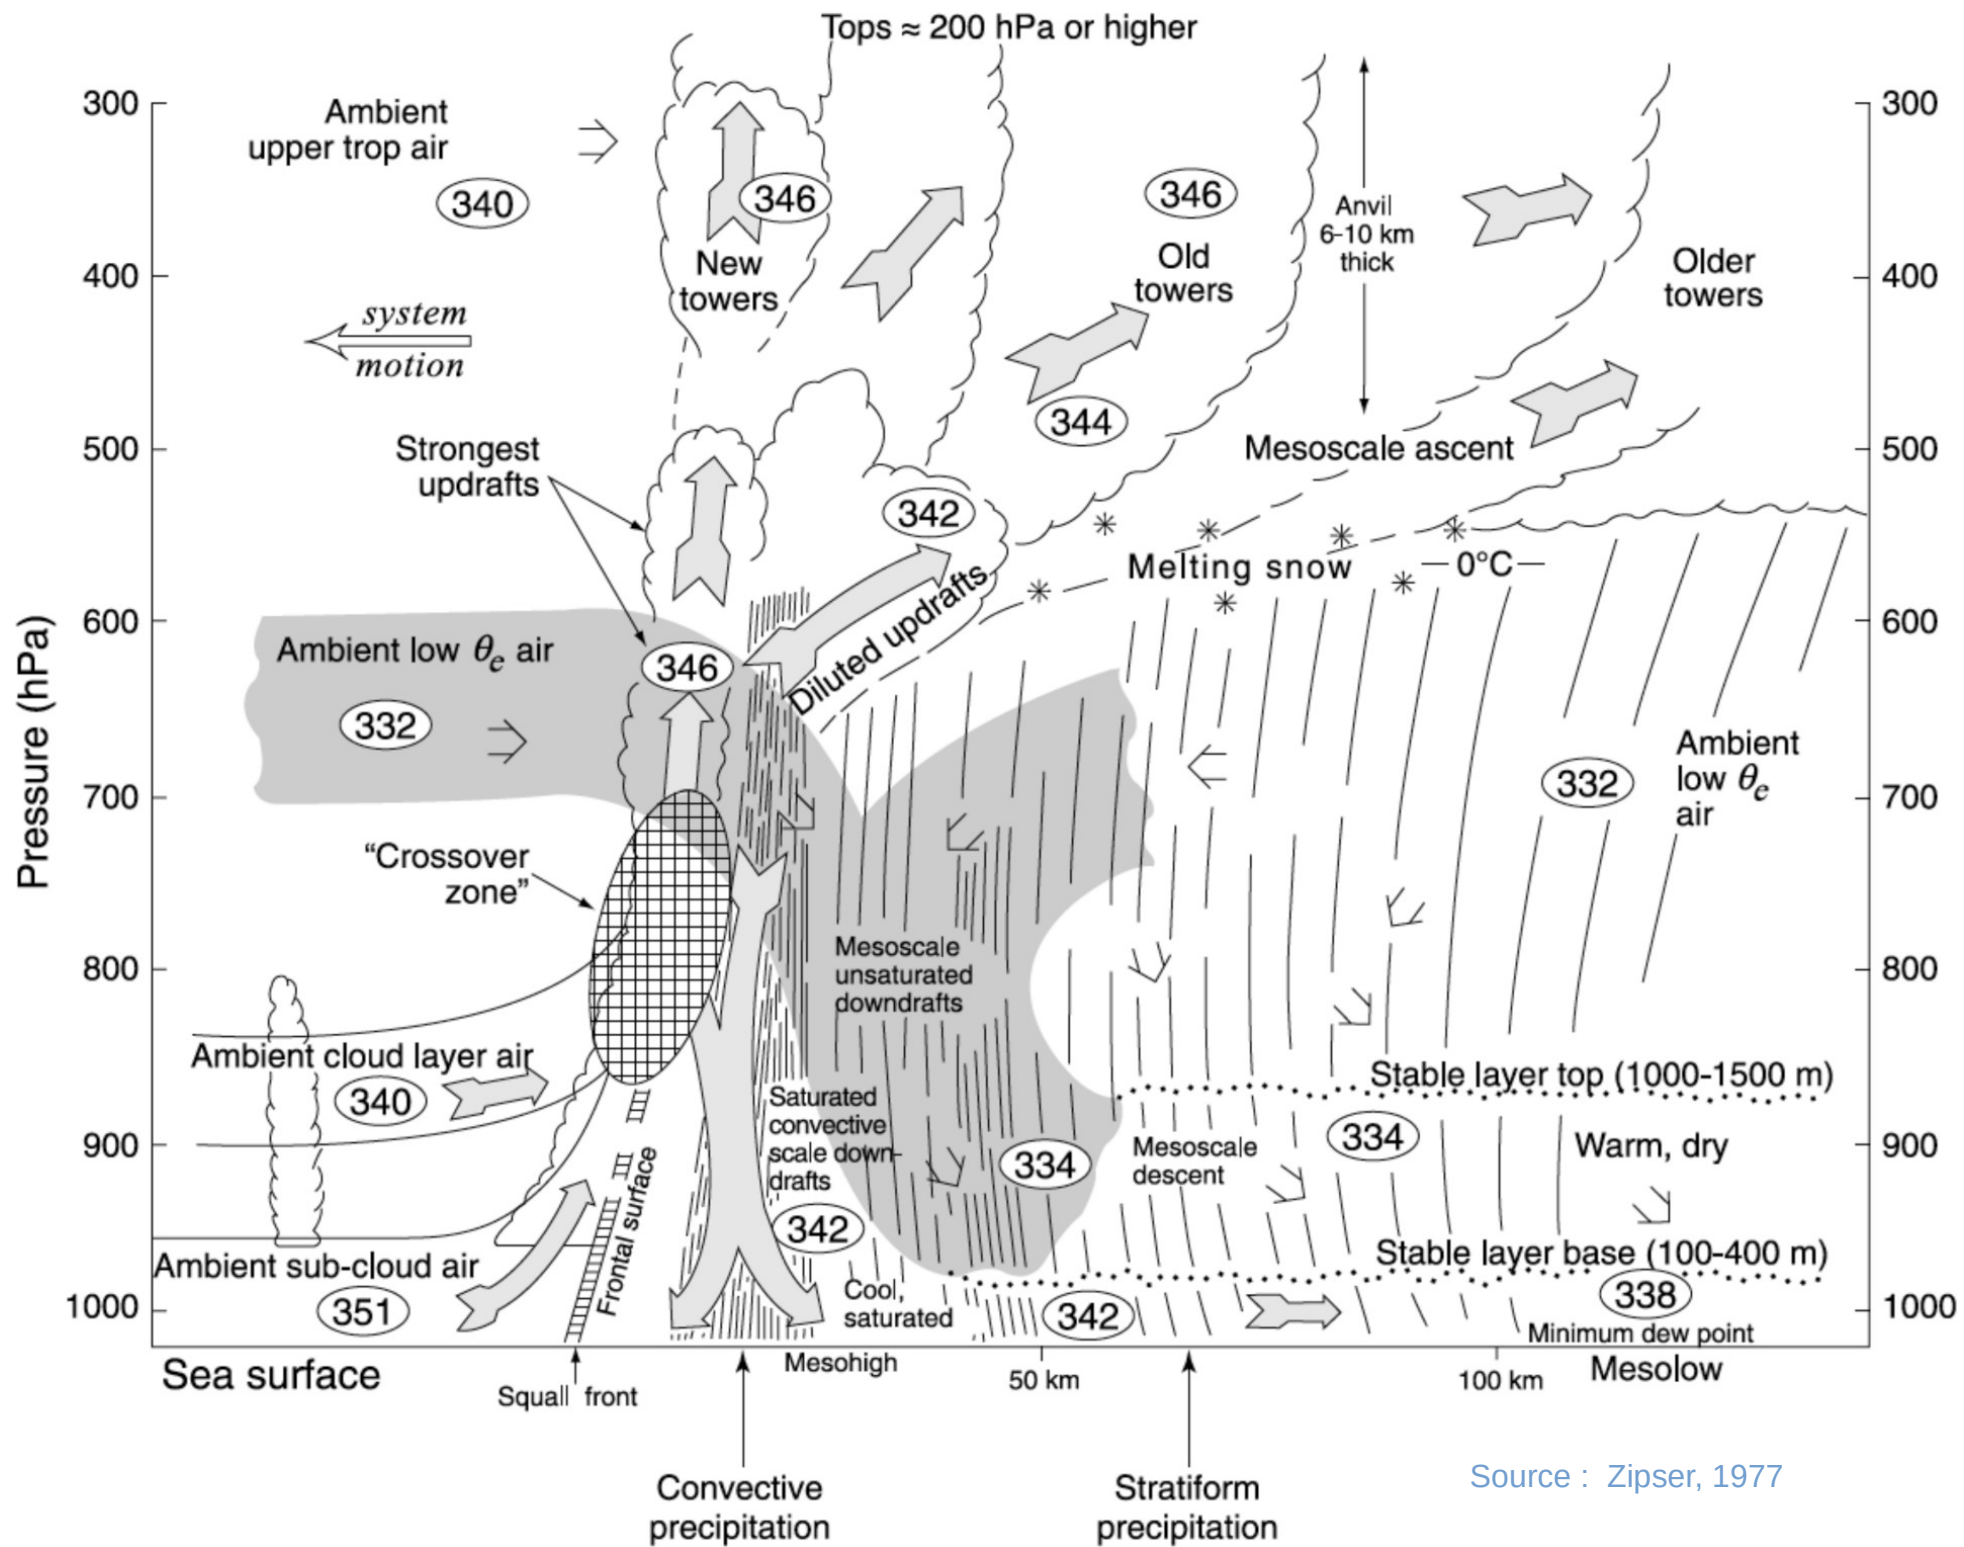 Tops ≈ 200 hPa or higher
300
Ambient
upper trop air
340
346
New
towers
346
Old
towers
Anvil
6-10 km
thick
Older
towers
300
400
400
system
motion
344
Mesoscale ascent
500
Strongest
updrafts
342
500
Melting snow
0°C
600
Ambient low θe air
332
346
Diluted updrafts
600
Pressure (hPa)
332
Ambient
low θe
air
700
700
“Crossover
zone”
Mesoscale
unsaturated
downdrafts
800
800
Ambient cloud layer air
340
Saturated
convective
scale down-
drafts
342
Stable layer top (1000-1500 m)
334
Mesoscale
descent
334
Warm, dry
900
900
Frontal surface
Ambient sub-cloud air
351
Cool,
saturated
342
Stable layer base (100-400 m)
338
Minimum dew point
1000
1000
Sea surface
Squall front
Mesohigh
50 km
100 km
Mesolow
Convective
precipitation
Stratiform
precipitation
Source : Zipser, 1977